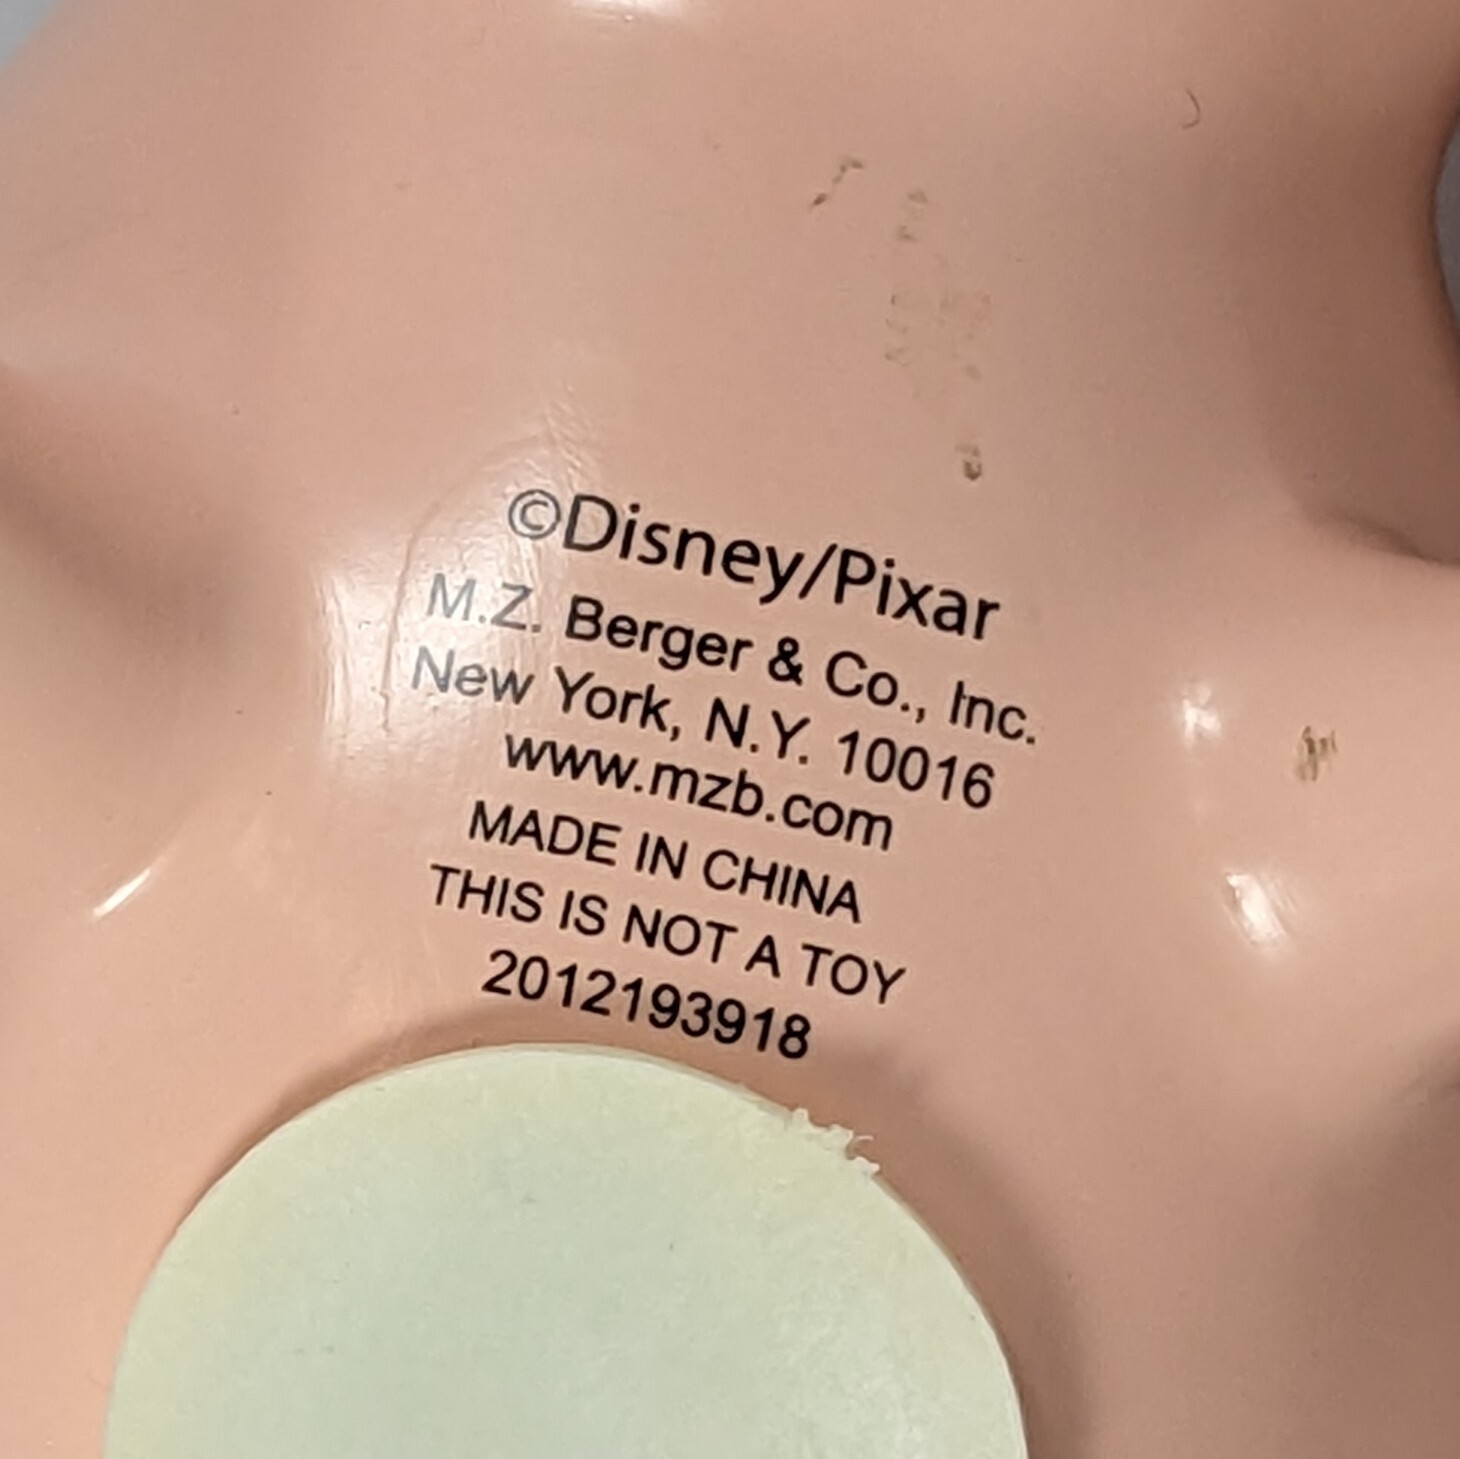 ©Disney/Pixar
M.Z. Berger & Co., Inc.
New York, N.Y. 10016
www.mzb.com
MADE IN CHINA
THIS IS NOT A TOY
2012193918